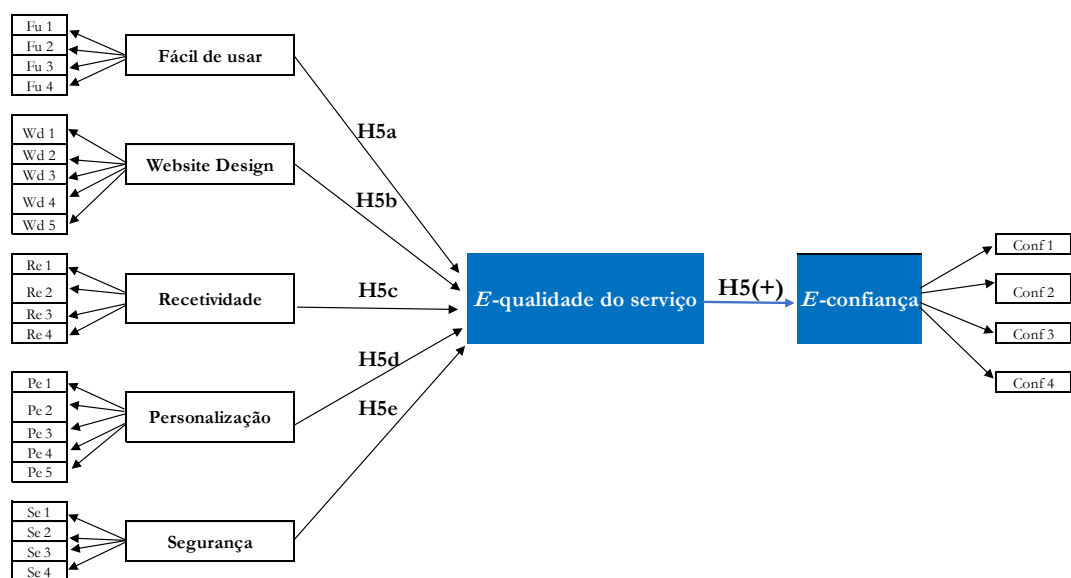 Fu 1
Fu 2
Fu 3
Fu 4
Fácil de usar
H5a
Wd 1
Wd 2
Wd 3
Wd 4
Wd 5
Website Design
H5b
Re 1
Re 2
Re 3
Re 4
Recetividade
H5c
E-qualidade do serviço
H5(+)
E-confiança
Conf 1
Conf 2
Conf 3
Conf 4
H5d
Pe 1
Pe 2
Pe 3
Pe 4
Pe 5
Personalização
H5e
Se 1
Se 2
Se 3
Se 4
Segurança